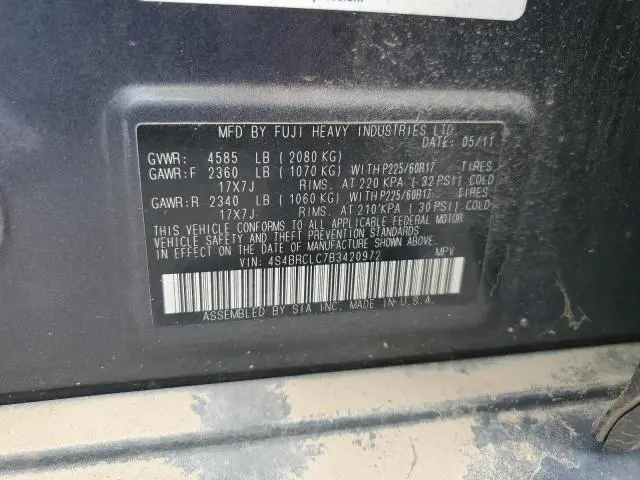 MFD BY FUJI HEAVY INDUSTRIES LTD.
DATE: 05/11
GVWR: 4585 LB ( 2080 KG)
GAWR:F 2360 LB ( 1070 KG) WITH P225/60R17 TIRES
17X7J RIMS, AT 220 KPA ( 32 PSI) COLD
GAWR:R 2340 LB ( 1060 KG) WITH P225/60R17 TIRES
17X7J RIMS, AT 210 KPA ( 30 PSI) COLD
THIS VEHICLE CONFORMS TO ALL APPLICABLE FEDERAL MOTOR
VEHICLE SAFETY AND THEFT PREVENTION STANDARDS
IN EFFECT ON THE DATE OF MANUFACTURE SHOWN ABOVE.
VIN: 4S4BRCLC7B3420972 MPV
ASSEMBLED BY SIA INC. MADE IN U.S.A.